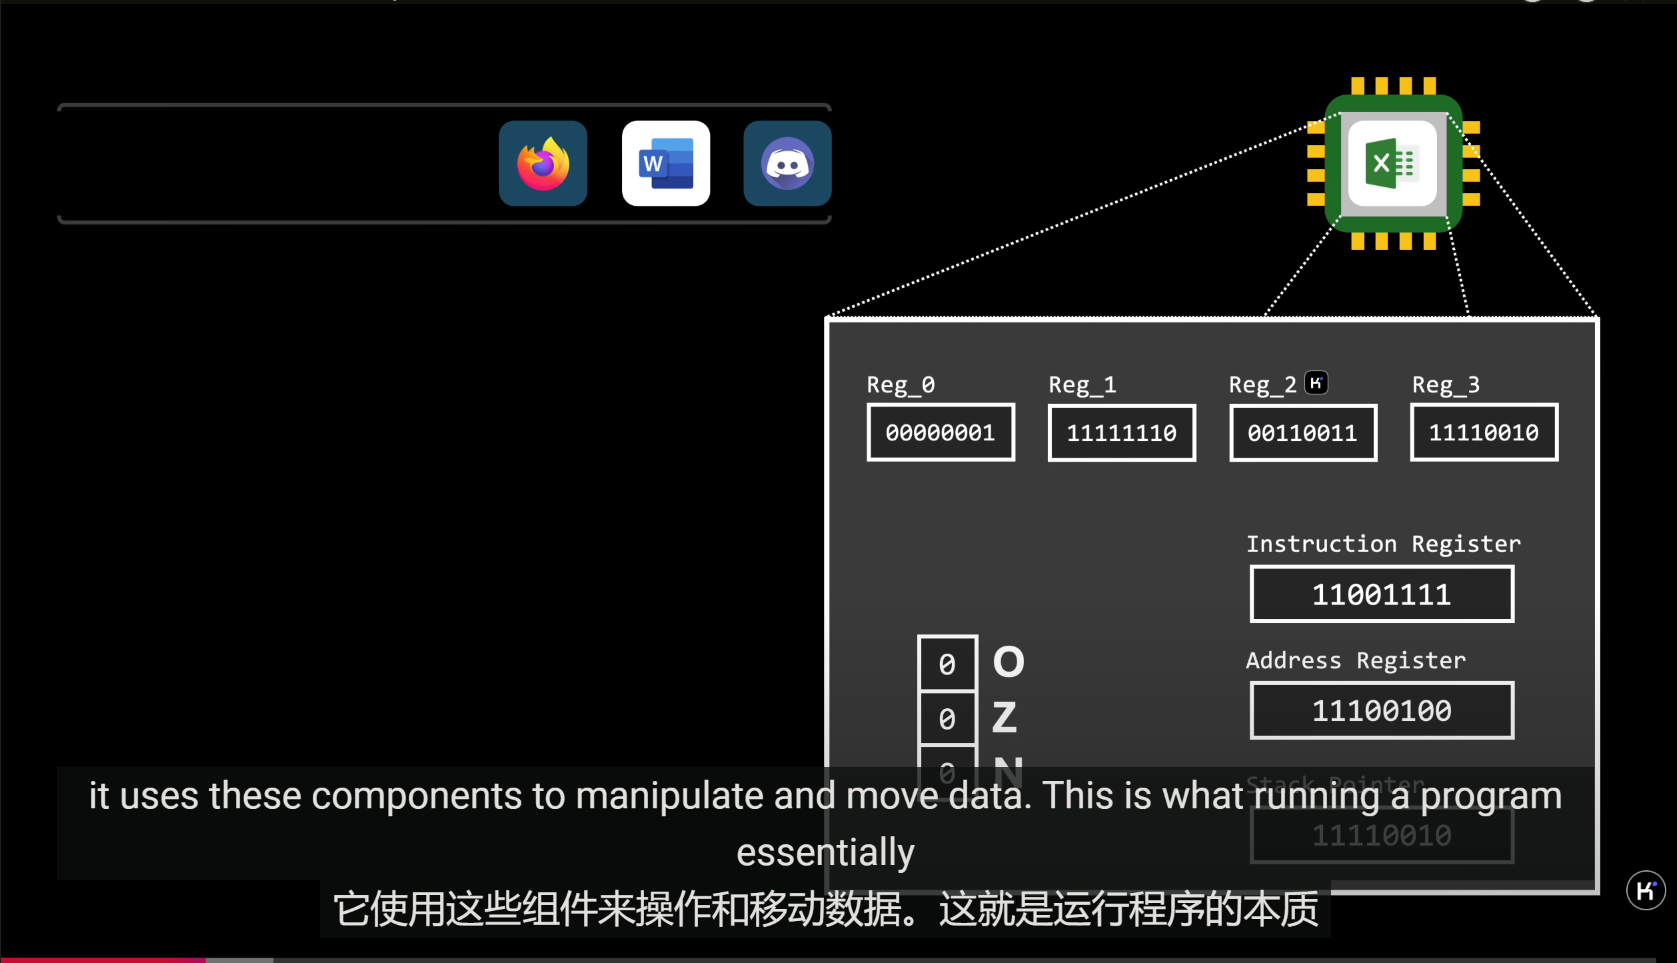 W
X
Reg_0 Reg_1 Reg_2 Reg_3
00000001 11111110 00110011 11110010
Instruction Register
11001111
0 O
Address Register
0 Z
11100100
0 N
Stack Pointer
it uses these components to manipulate and move data. This is what running a program
11110010
essentially
它使用这些组件来操作和移动数据。这就是运行程序的本质